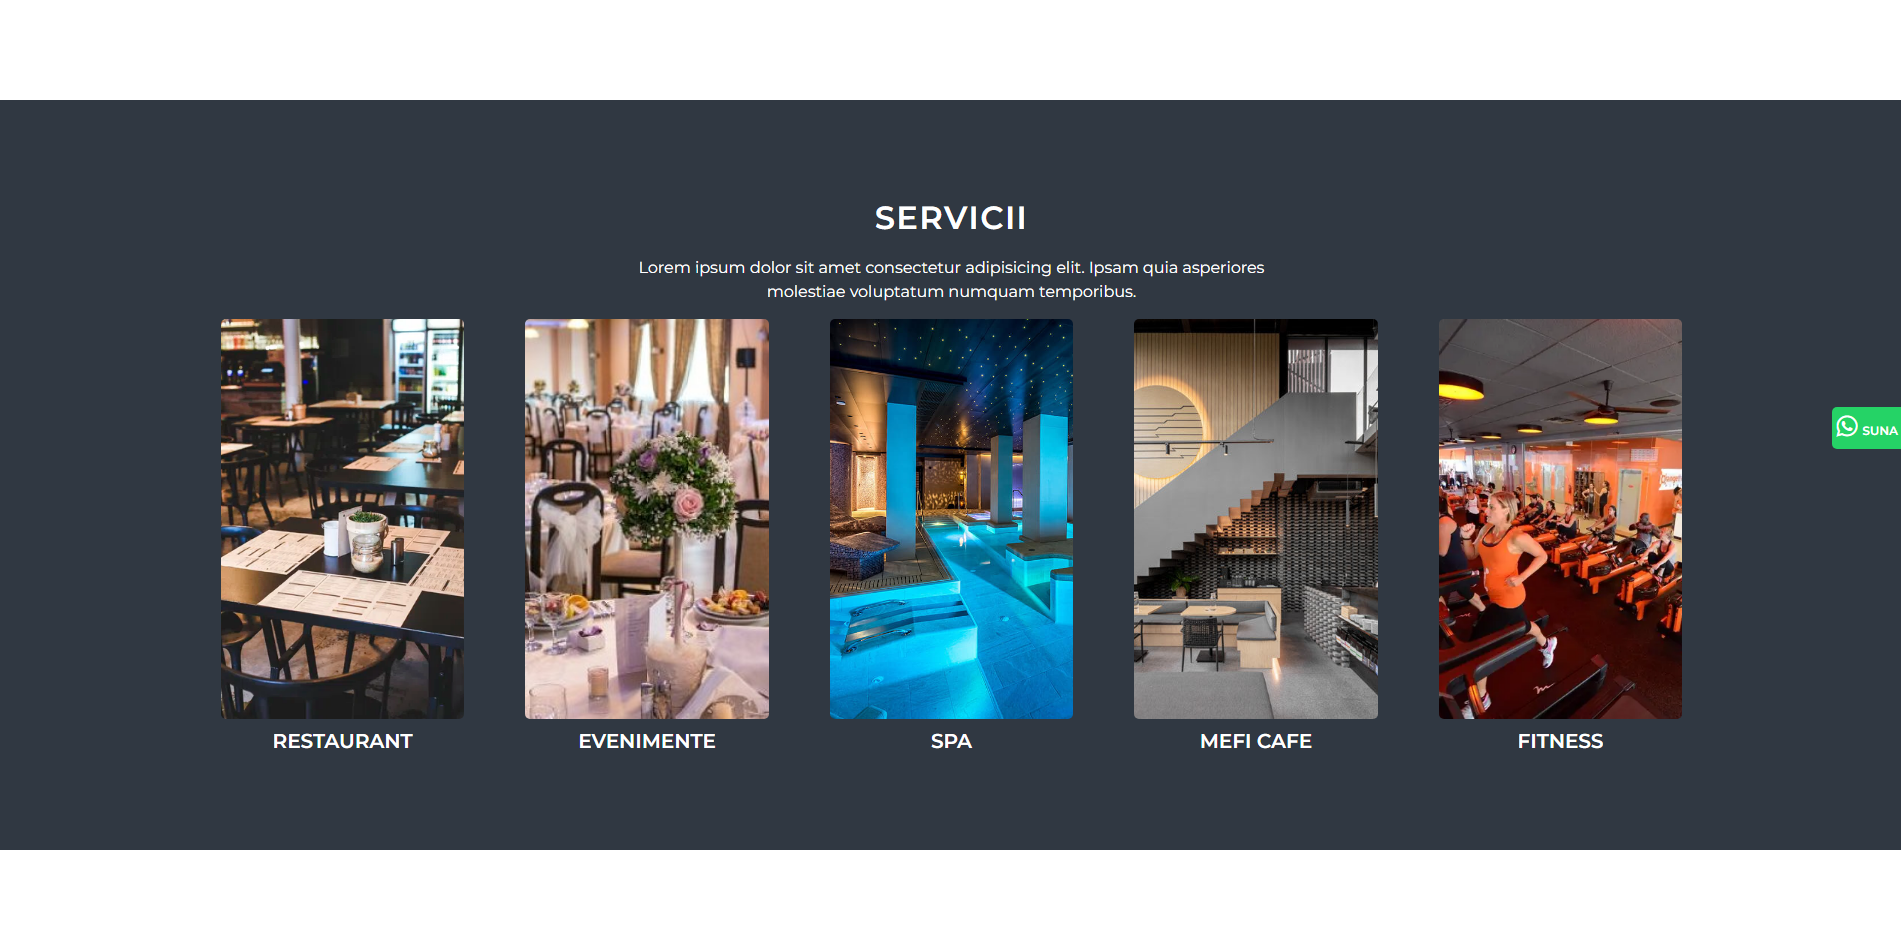 SERVICII
Lorem ipsum dolor sit amet consectetur adipisicing elit. Ipsam quia asperiores
molestiae voluptatum numquam temporibus.
SUNA
RESTAURANT
EVENIMENTE
SPA
MEFI CAFE
FITNESS